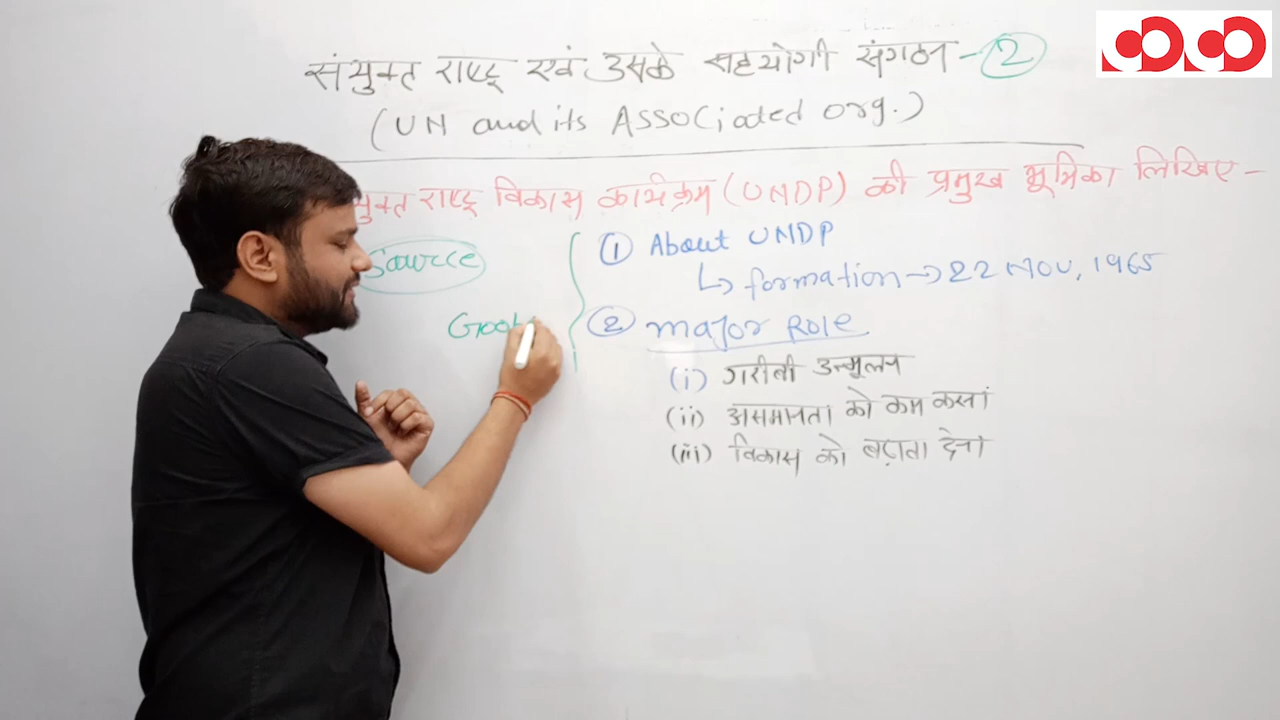 संयुक्त राष्ट्र एवं उसके सहयोगी संगठन - 2
(UN and its Associated org.)
युक्त राष्ट्र विकास कार्यक्रम (UNDP) की प्रमुख भूमिका लिखिए -
Source
① About UNDP
↳ formation → 22 NOV, 1965
② major ROLE
(i) गरीबी उन्मूलन
(ii) असमानता को कम करना
(iii) विकास को बढ़ावा देना